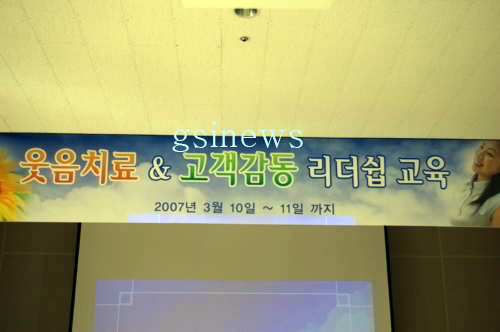 gsinews
웃음치료 & 고객감동 리더쉽 교육
2007년 3월 10일 ~ 11일 까지